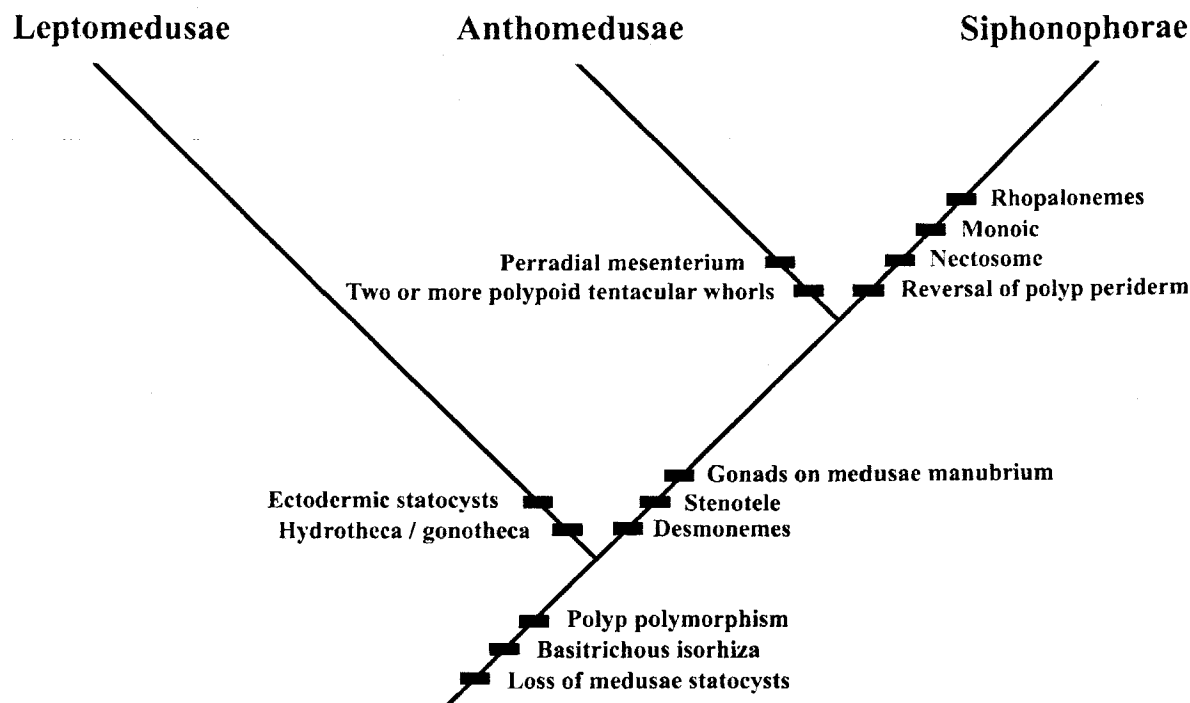 Leptomedusae
Anthomedusae
Siphonophorae
Rhopalonemes
Monoic
Perradial mesenterium
Nectosome
Two or more polypoid tentacular whorls
Reversal of polyp periderm
Gonads on medusae manubrium
Ectodermic statocysts
Stenotele
Hydrotheca / gonotheca
Desmonemes
Polyp polymorphism
Basitrichous isorhiza
Loss of medusae statocysts